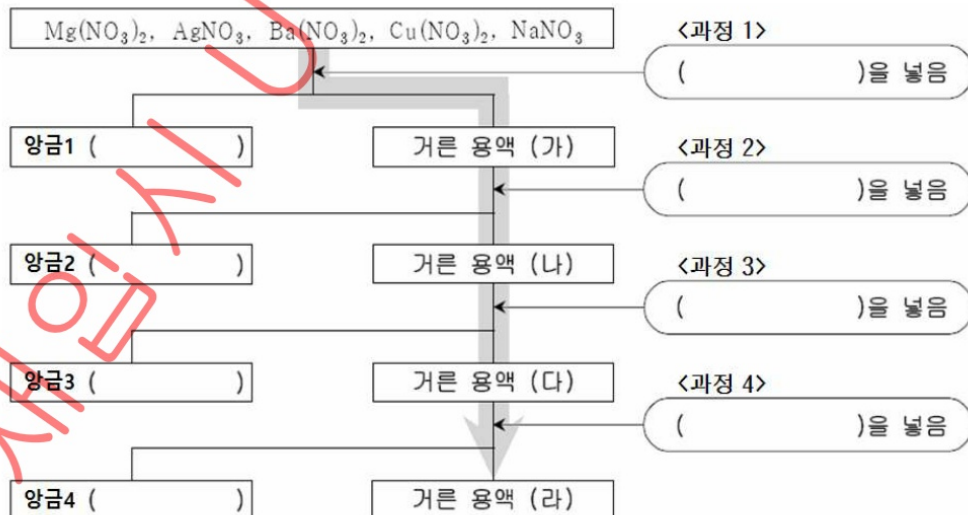 Mg(NO₃)₂, AgNO₃, Ba(NO₃)₂, Cu(NO₃)₂, NaNO₃
<과정 1>
( )을 넣음
앙금1 ( )
거른 용액 (가)
<과정 2>
( )을 넣음
앙금2 ( )
거른 용액 (나)
<과정 3>
( )을 넣음
앙금3 ( )
거른 용액 (다)
<과정 4>
( )을 넣음
앙금4 ( )
거른 용액 (라)